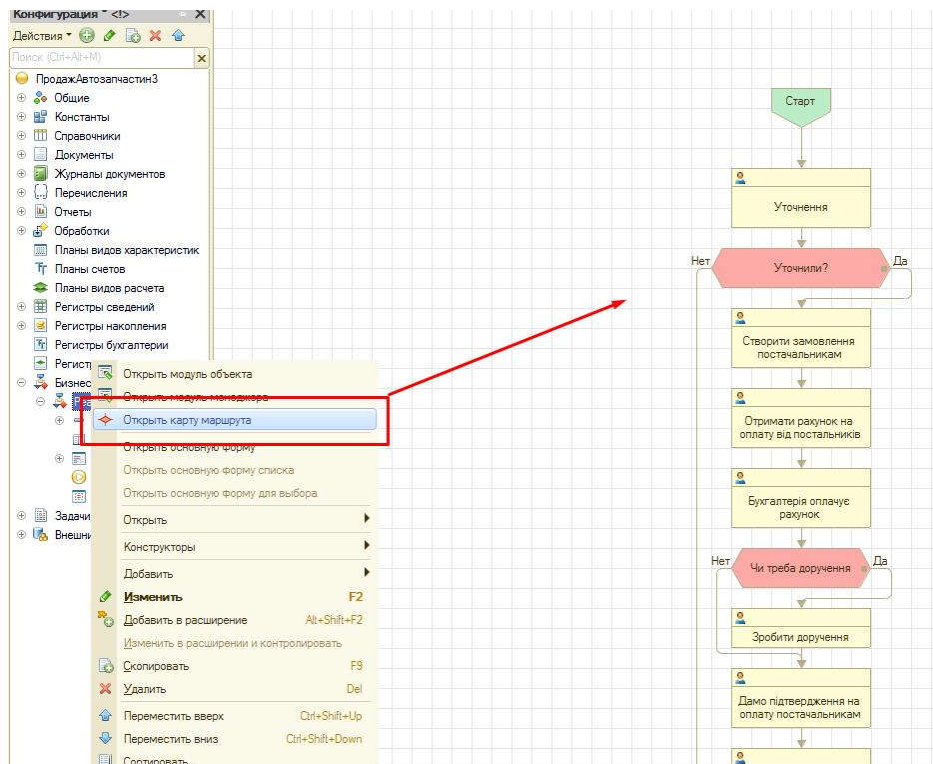 Конфигурация * <!>
Действия
Поиск (Ctrl+Alt+M)
ПродажАвтозапчастин3
Общие
Константы
Справочники
Документы
Журналы документов
Перечисления
Отчеты
Обработки
Планы видов характеристик
Планы счетов
Планы видов расчета
Регистры сведений
Регистры накопления
Регистры бухгалтерии
Регист
Бизнес
Задачи
Внешни
Открыть модуль объекта
Открыть модуль менеджера
Открыть карту маршрута
Открыть основную форму
Открыть основную форму списка
Открыть основную форму для выбора
Открыть
Конструкторы
Добавить
Изменить F2
Добавить в расширение Alt+Shift+F2
Изменить в расширении и контролировать
Скопировать F9
Удалить Del
Переместить вверх Ctrl+Shift+Up
Переместить вниз Ctrl+Shift+Down
Сортировать
Старт
Уточнення
Нет
Уточнили?
Да
Створити замовлення
постачальникам
Отримати рахунок на
оплату від постальників
Бухгалтерія оплачує
рахунок
Нет
Чи треба доручення
Да
Зробити доручення
Дамо підтвердження на
оплату постачальникам